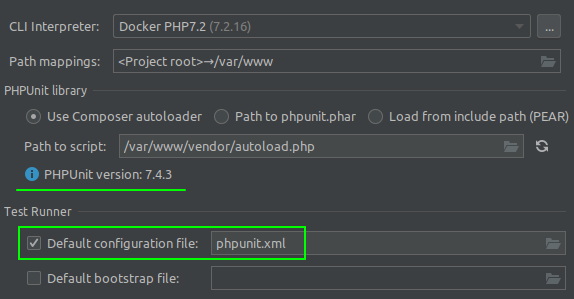 CLI Interpreter: Docker PHP7.2 (7.2.16) ...
Path mappings: <Project root>→/var/www
PHPUnit library
Use Composer autoloader Path to phpunit.phar Load from include path (PEAR)
Path to script: /var/www/vendor/autoload.php
PHPUnit version: 7.4.3
Test Runner
Default configuration file: phpunit.xml
Default bootstrap file: